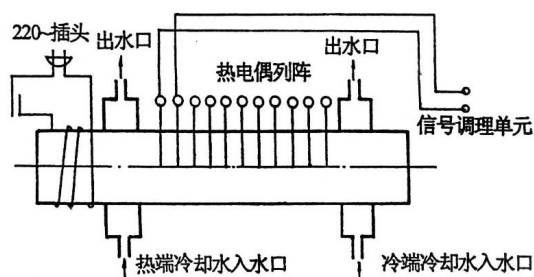 220~插头
出水口
热电偶列阵
出水口
信号调理单元
热端冷却水入水口
冷端冷却水入水口